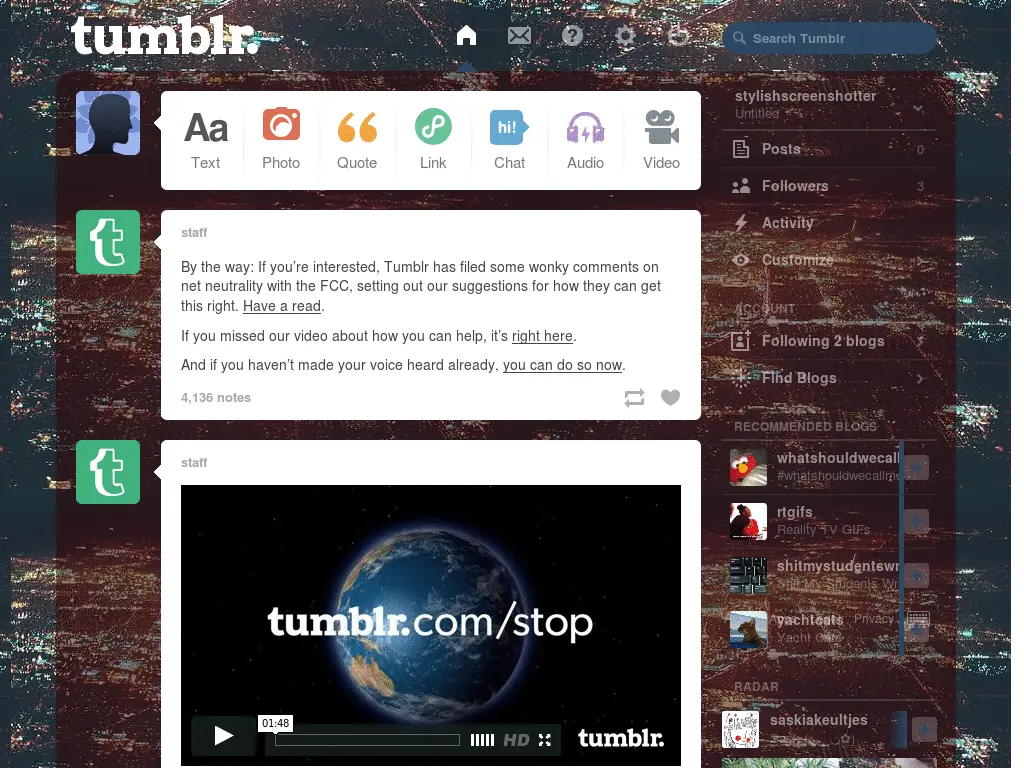 tumblr.
Search Tumblr
Aa
hi!
Text
Photo
Quote
Link
Chat
Audio
Video
staff
By the way: If you’re interested, Tumblr has filed some wonky comments on
net neutrality with the FCC, setting out our suggestions for how they can get
this right. Have a read.
If you missed our video about how you can help, it’s right here.
And if you haven’t made your voice heard already, you can do so now.
4,136 notes
staff
tumblr.com/stop
01:48
HD
tumblr.
stylishscreenshotter
Untitled
Posts 0
Followers 3
Activity
Customize
ACCOUNT
Following 2 blogs
Find Blogs
RECOMMENDED BLOGS
whatshouldwecall
#whatshouldwecallme
rtgifs
Reality TV GIFs
shitmystudentswr
Shit My Students Wr
yachtcats
Privacy
Yacht Cats
RADAR
saskiakeultjes